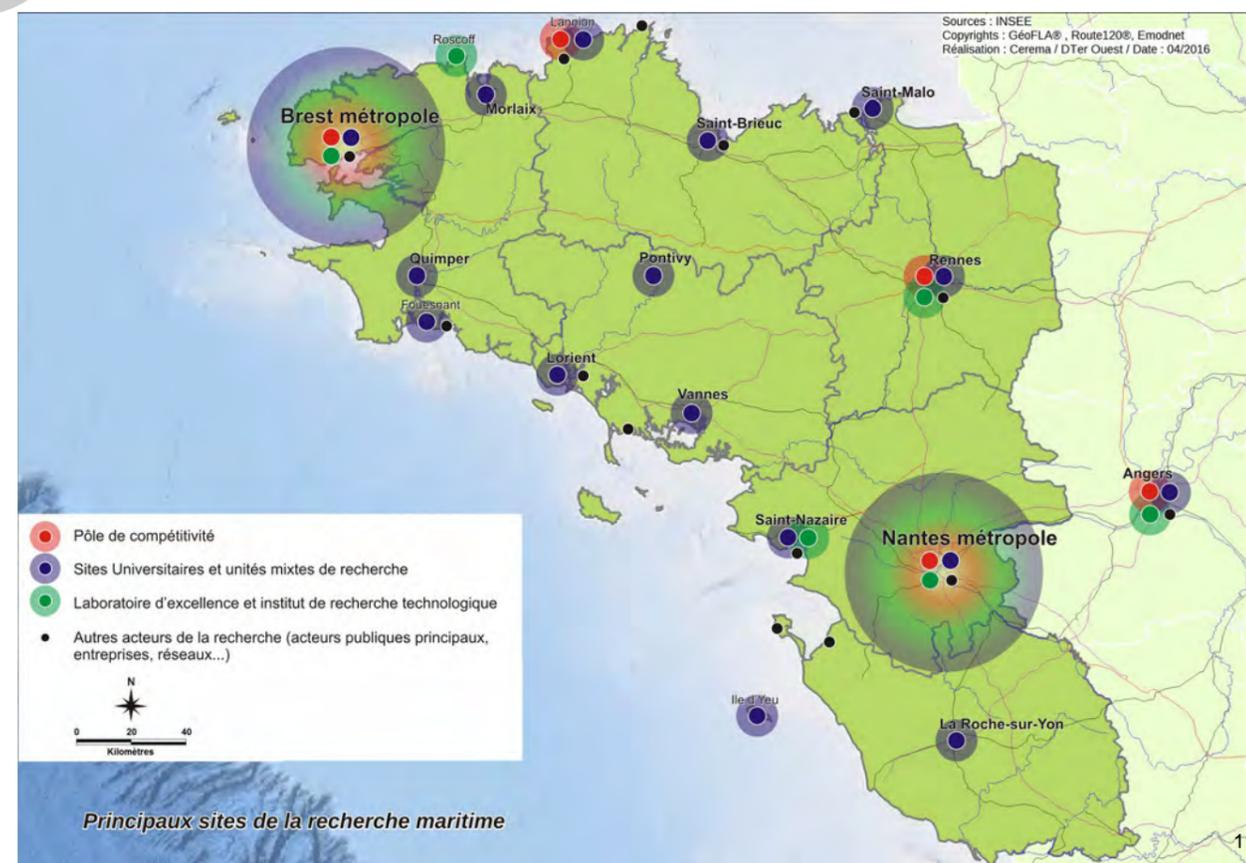 Sources : INSEE
Copyrights : GéoFLA® , Route120®, Emodnet
Réalisation : Cerema / DTer Ouest / Date : 04/2016
Lannion
Roscoff
Morlaix
Brest métropole
Saint-Malo
Saint-Brieuc
Quimper
Pontivy
Rennes
Fouesnant
Lorient
Vannes
Angers
Saint-Nazaire
Nantes métropole
Ile d'Yeu
La Roche-sur-Yon
Pôle de compétitivité
Sites Universitaires et unités mixtes de recherche
Laboratoire d'excellence et institut de recherche technologique
Autres acteurs de la recherche (acteurs publiques principaux,
entreprises, réseaux...)
N
0 20 40
Kilomètres
Principaux sites de la recherche maritime
1